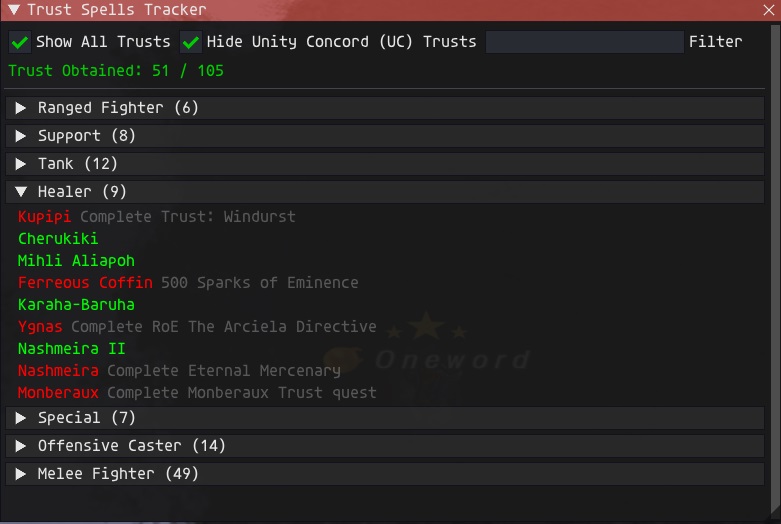 Trust Spells Tracker
Show All Trusts Hide Unity Concord (UC) Trusts Filter
Trust Obtained: 51 / 105
Ranged Fighter (6)
Support (8)
Tank (12)
Healer (9)
Kupipi Complete Trust: Windurst
Cherukiki
Mihli Aliapoh
Ferreous Coffin 500 Sparks of Eminence
Karaha-Baruha
Ygnas Complete RoE The Arciela Directive
Nashmeira II
Oneword
Nashmeira Complete Eternal Mercenary
Monberaux Complete Monberaux Trust quest
Special (7)
Offensive Caster (14)
Melee Fighter (49)